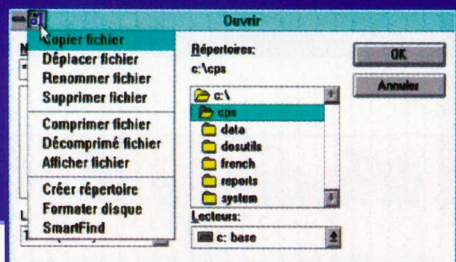 Ouvrir
Copier fichier
Déplacer fichier
Renommer fichier
Supprimer fichier
Comprimer fichier
Décomprimé fichier
Afficher fichier
Créer répertoire
Formater disque
SmartFind
Répertoires:
c:\cps
c:\
cps
data
dosutils
french
reports
system
Lecteurs:
c: base
OK
Annuler